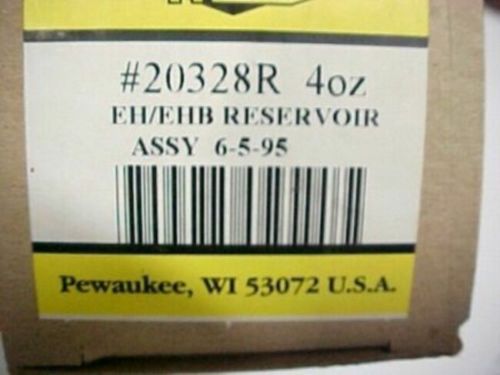 #20328R 4oz
EH/EHB RESERVOIR
ASSY 6-5-95
Pewaukee, WI 53072 U.S.A.